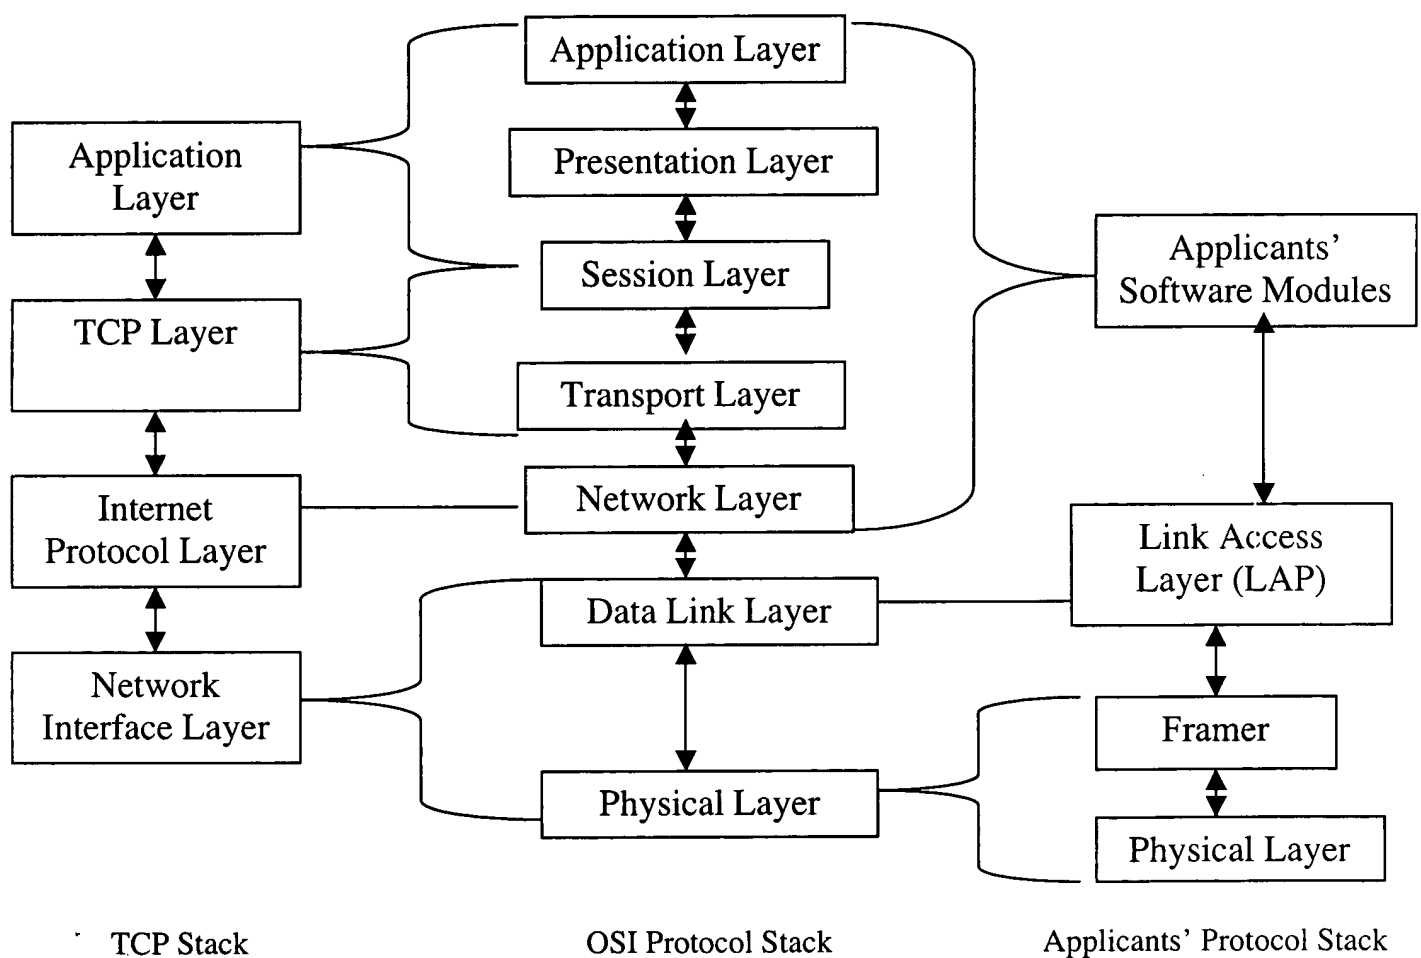 Application Layer
Presentation Layer
Session Layer
Transport Layer
Network Layer
Data Link Layer
Physical Layer
Application
Layer
TCP Layer
Internet
Protocol Layer
Network
Interface Layer
Applicants'
Software Modules
Link Access
Layer (LAP)
Framer
Physical Layer
TCP Stack
OSI Protocol Stack
Applicants' Protocol Stack